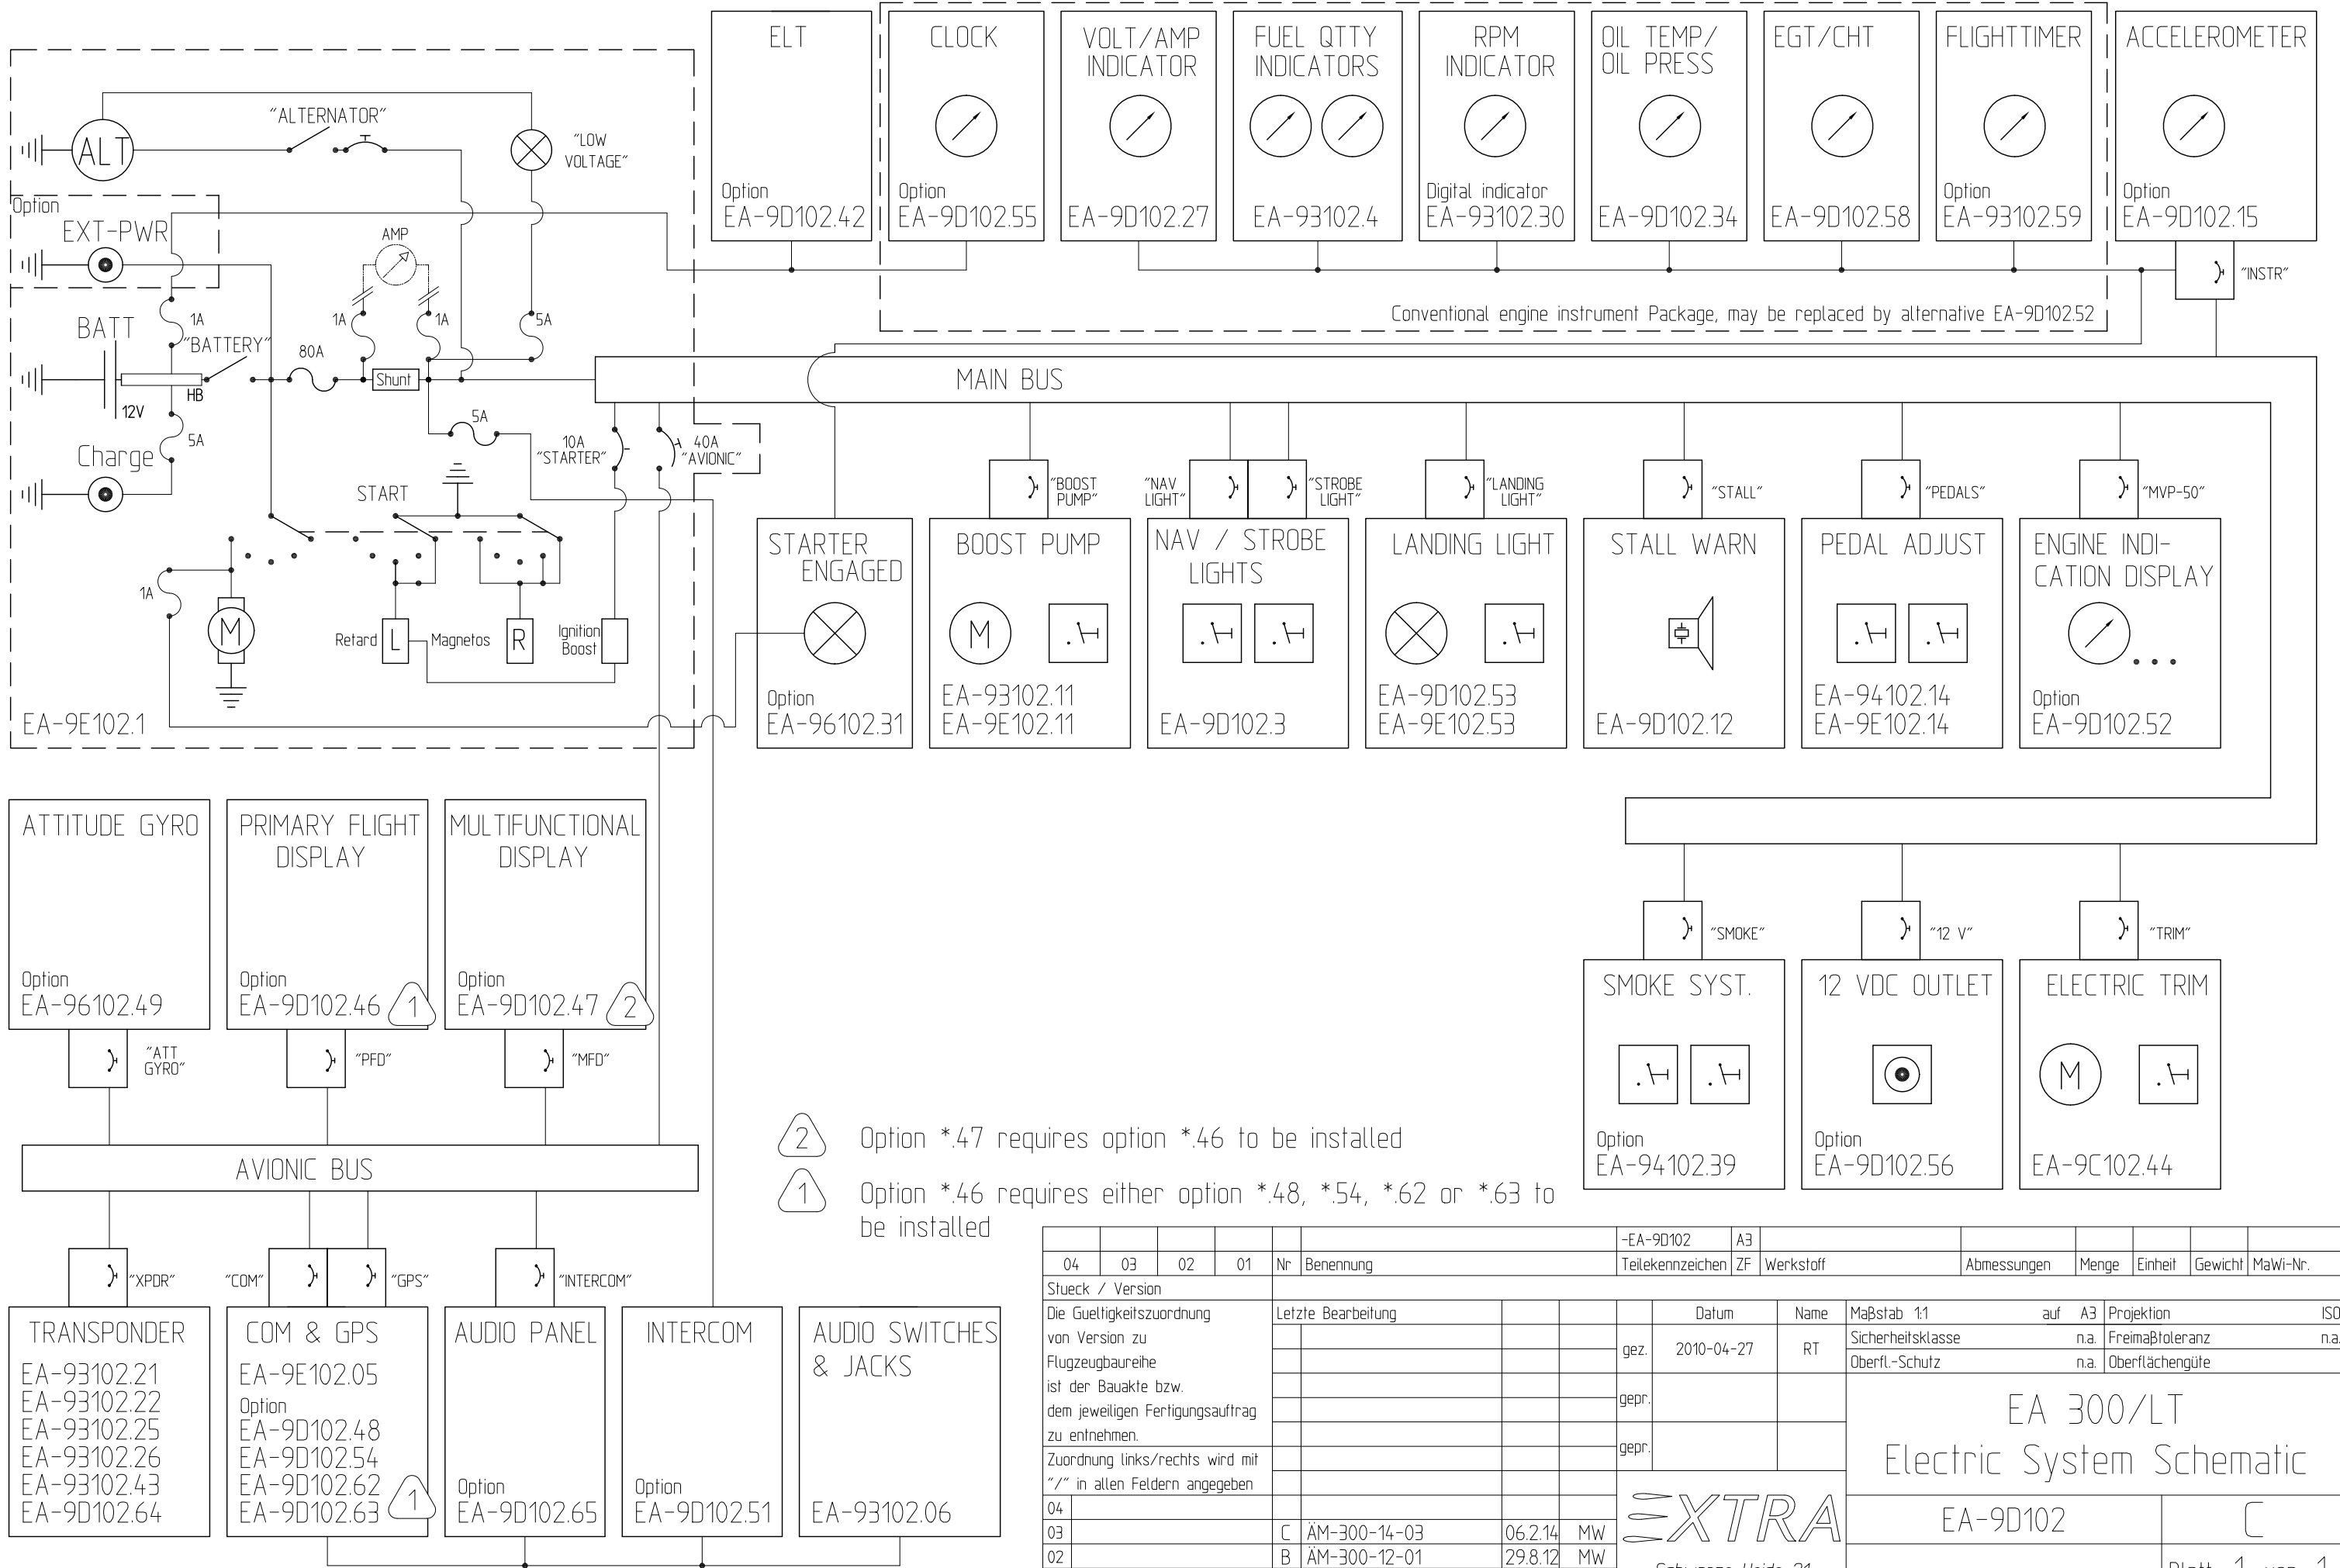 ELT
Option
EA-9D102.42
CLOCK
Option
EA-9D102.55
VOLT/AMP
INDICATOR
EA-9D102.27
FUEL QTTY
INDICATORS
EA-93102.4
RPM
INDICATOR
Digital indicator
EA-93102.30
OIL TEMP/
OIL PRESS
EA-9D102.34
EGT/CHT
EA-9D102.58
FLIGHTTIMER
Option
EA-93102.59
ACCELEROMETER
Option
EA-9D102.15
"INSTR"
Conventional engine instrument Package, may be replaced by alternative EA-9D102.52
ALT
"ALTERNATOR"
"LOW
VOLTAGE"
Option
EXT-PWR
AMP
1A
1A
1A
5A
BATT
"BATTERY"
80A
Shunt
HB
12V
5A
Charge
5A
10A
"STARTER"
40A
"AVIONIC"
START
1A
M
Retard
L
Magnetos
R
Ignition
Boost
EA-9E102.1
MAIN BUS
STARTER
ENGAGED
Option
EA-96102.31
"BOOST
PUMP"
BOOST PUMP
M
EA-93102.11
EA-9E102.11
"NAV
LIGHT"
"STROBE
LIGHT"
NAV / STROBE
LIGHTS
EA-9D102.3
"LANDING
LIGHT"
LANDING LIGHT
EA-9D102.53
EA-9E102.53
"STALL"
STALL WARN
EA-9D102.12
"PEDALS"
PEDAL ADJUST
EA-94102.14
EA-9E102.14
"MVP-50"
ENGINE INDI-
CATION DISPLAY
Option
EA-9D102.52
ATTITUDE GYRO
Option
EA-96102.49
"ATT
GYRO"
PRIMARY FLIGHT
DISPLAY
Option
EA-9D102.46
1
"PFD"
MULTIFUNCTIONAL
DISPLAY
Option
EA-9D102.47
2
"MFD"
"SMOKE"
SMOKE SYST.
Option
EA-94102.39
"12 V"
12 VDC OUTLET
Option
EA-9D102.56
"TRIM"
ELECTRIC TRIM
M
EA-9C102.44
AVIONIC BUS
2
Option *.47 requires option *.46 to be installed
1
Option *.46 requires either option *.48, *.54, *.62 or *.63 to
be installed
"XPDR"
TRANSPONDER
EA-93102.21
EA-93102.22
EA-93102.25
EA-93102.26
EA-93102.43
EA-9D102.64
"COM"
"GPS"
COM & GPS
EA-9E102.05
Option
EA-9D102.48
EA-9D102.54
EA-9D102.62
EA-9D102.63
1
"INTERCOM"
AUDIO PANEL
Option
EA-9D102.65
INTERCOM
Option
EA-9D102.51
AUDIO SWITCHES
& JACKS
EA-93102.06
-EA-9D102 A3
04 03 02 01 Nr Benennung Teilekennzeichen ZF Werkstoff Abmessungen Menge Einheit Gewicht MaWi-Nr.
Stueck / Version
Die Gueltigkeitszuordnung
von Version zu
Flugzeugbaureihe
ist der Bauakte bzw.
dem jeweiligen Fertigungsauftrag
zu entnehmen.
Zuordnung links/rechts wird mit
"/" in allen Feldern angegeben
04
03
02
Letzte Bearbeitung
C ÄM-300-14-03 06.2.14 MW
B ÄM-300-12-01 29.8.12 MW
Datum Name
gez. 2010-04-27 RT
gepr.
gepr.
Maßstab 1:1 auf A3 Projektion ISO
Sicherheitsklasse n.a. Freimaßtoleranz n.a.
Oberfl.-Schutz n.a. Oberflächengüte
EXTRA
EA 300/LT
Electric System Schematic
EA-9D102
C